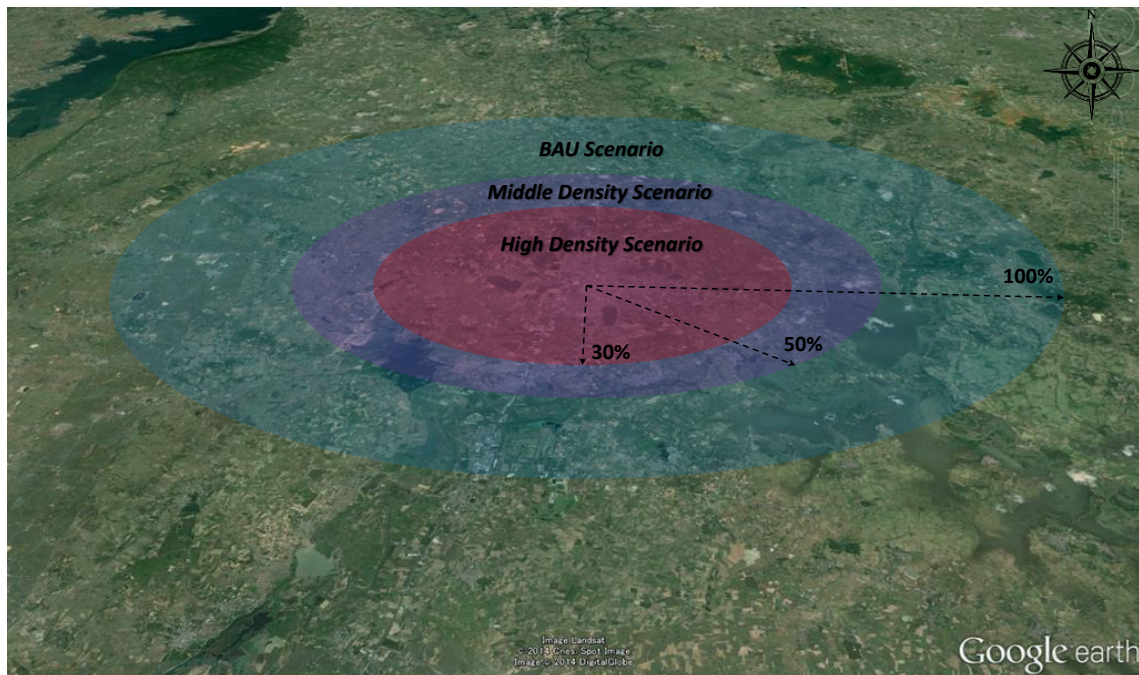 N
BAU Scenario
Middle Density Scenario
High Density Scenario
100%
50%
30%
Image Landsat
© 2014 Cnes/Spot Image
Image © 2014 DigitalGlobe
Google earth